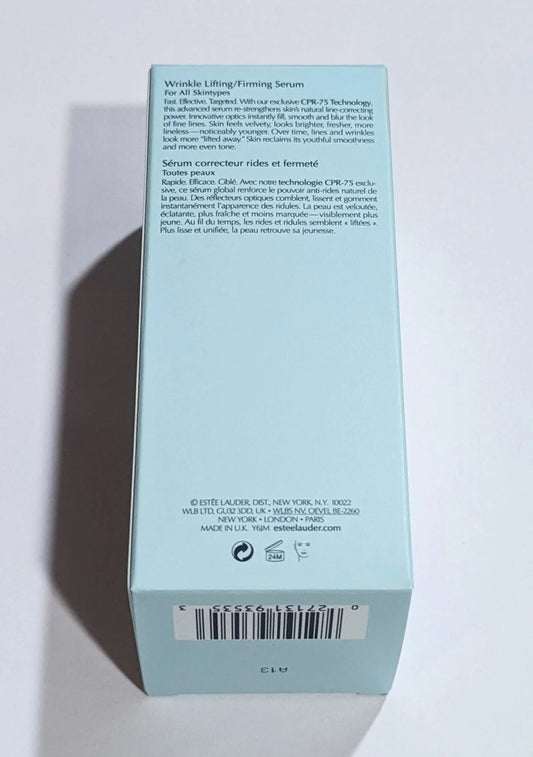 Wrinkle Lifting/Firming Serum
For All Skintypes
Fast. Effective. Targeted. With our exclusive CPR-75 Technology,
this advanced serum re-strengthens skin's natural line-correcting
power. Innovative optics instantly fill, smooth and blur the look
of fine lines. Skin feels velvety, looks brighter, fresher, more
lineless—noticeably younger. Over time, lines and wrinkles
look more "lifted away." Skin reclaims its youthful smoothness
and more even tone.
Sérum correcteur rides et fermeté
Toutes peaux
Rapide. Efficace. Ciblé. Avec notre technologie CPR-75 exclu-
sive, ce sérum global renforce le pouvoir anti-rides naturel de
la peau. Des réflecteurs optiques comblent, lissent et gomment
instantanément l'apparence des ridules. La peau est veloutée,
éclatante, plus fraîche et moins marquée—visiblement plus
jeune. Au fil du temps, les rides et ridules semblent « liftées ».
Plus lisse et unifiée, la peau retrouve sa jeunesse.
© ESTÉE LAUDER, DIST., NEW YORK, N.Y. 10022
WLB LTD, GU32 3DD, UK • WLBS NV, OEVEL BE-2260
NEW YORK • LONDON • PARIS
MADE IN U.K. Y6JM esteelauder.com
24M
0 27131 93535 3
A13